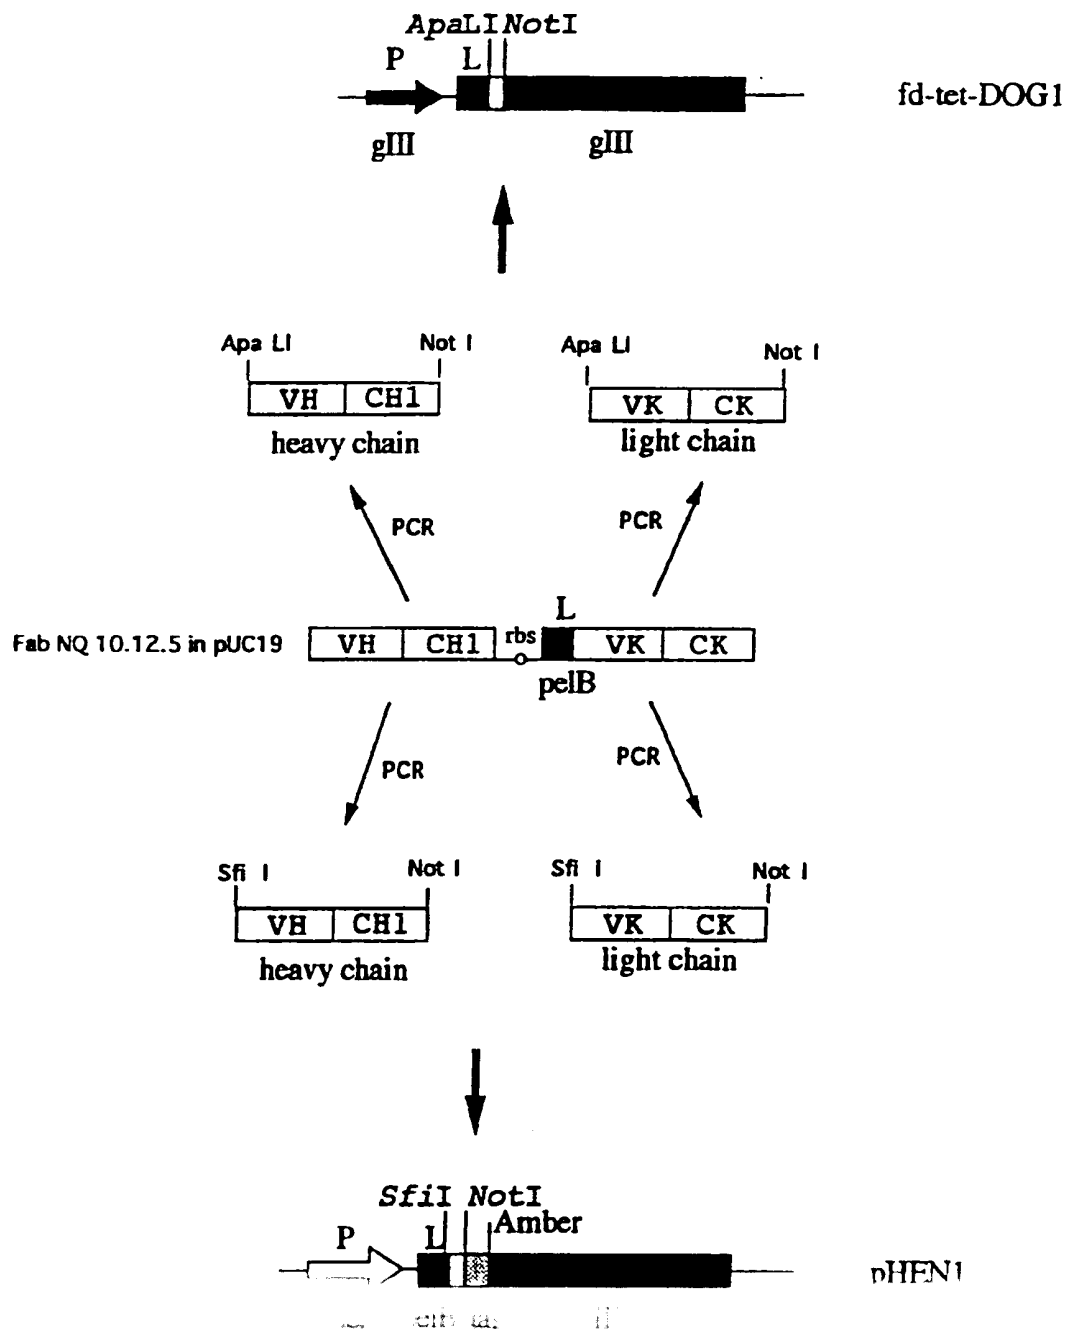 ApaLI NotI
P L
fd-tet-DOG1
gIII gIII
Apa LI Not I Apa LI Not I
VH CH1 VK CK
heavy chain light chain
PCR PCR
L
Fab NQ 10.12.5 in pUC19 VH CH1 rbs VK CK
pelB
PCR PCR
Sfi I Not I Sfi I Not I
VH CH1 VK CK
heavy chain light chain
SfiI NotI
P L Amber
pHEN1